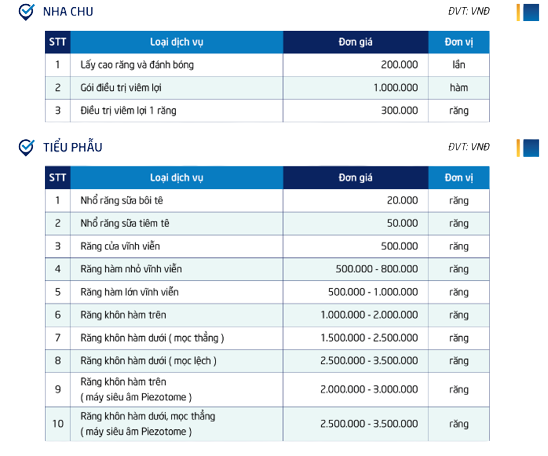 NHA CHU ĐVT: VNĐ
STT Loại dịch vụ Đơn giá Đơn vị
1 Lấy cao răng và đánh bóng 200.000 lần
2 Gói điều trị viêm lợi 1.000.000 hàm
3 Điều trị viêm lợi 1 răng 300.000 răng
TIỂU PHẪU ĐVT: VNĐ
STT Loại dịch vụ Đơn giá Đơn vị
1 Nhổ răng sữa bôi tê 20.000 răng
2 Nhổ răng sữa tiêm tê 50.000 răng
3 Răng cửa vĩnh viễn 500.000 răng
4 Răng hàm nhỏ vĩnh viễn 500.000 - 800.000 răng
5 Răng hàm lớn vĩnh viễn 500.000 - 1.000.000 răng
6 Răng khôn hàm trên 1.000.000 - 2.000.000 răng
7 Răng khôn hàm dưới ( mọc thẳng ) 1.500.000 - 2.500.000 răng
8 Răng khôn hàm dưới ( mọc lệch ) 2.500.000 - 3.500.000 răng
9 Răng khôn hàm trên
( máy siêu âm Piezotome ) 2.000.000 - 3.000.000 răng
10 Răng khôn hàm dưới, mọc thẳng
( máy siêu âm Piezotome ) 2.500.000 - 3.500.000 răng